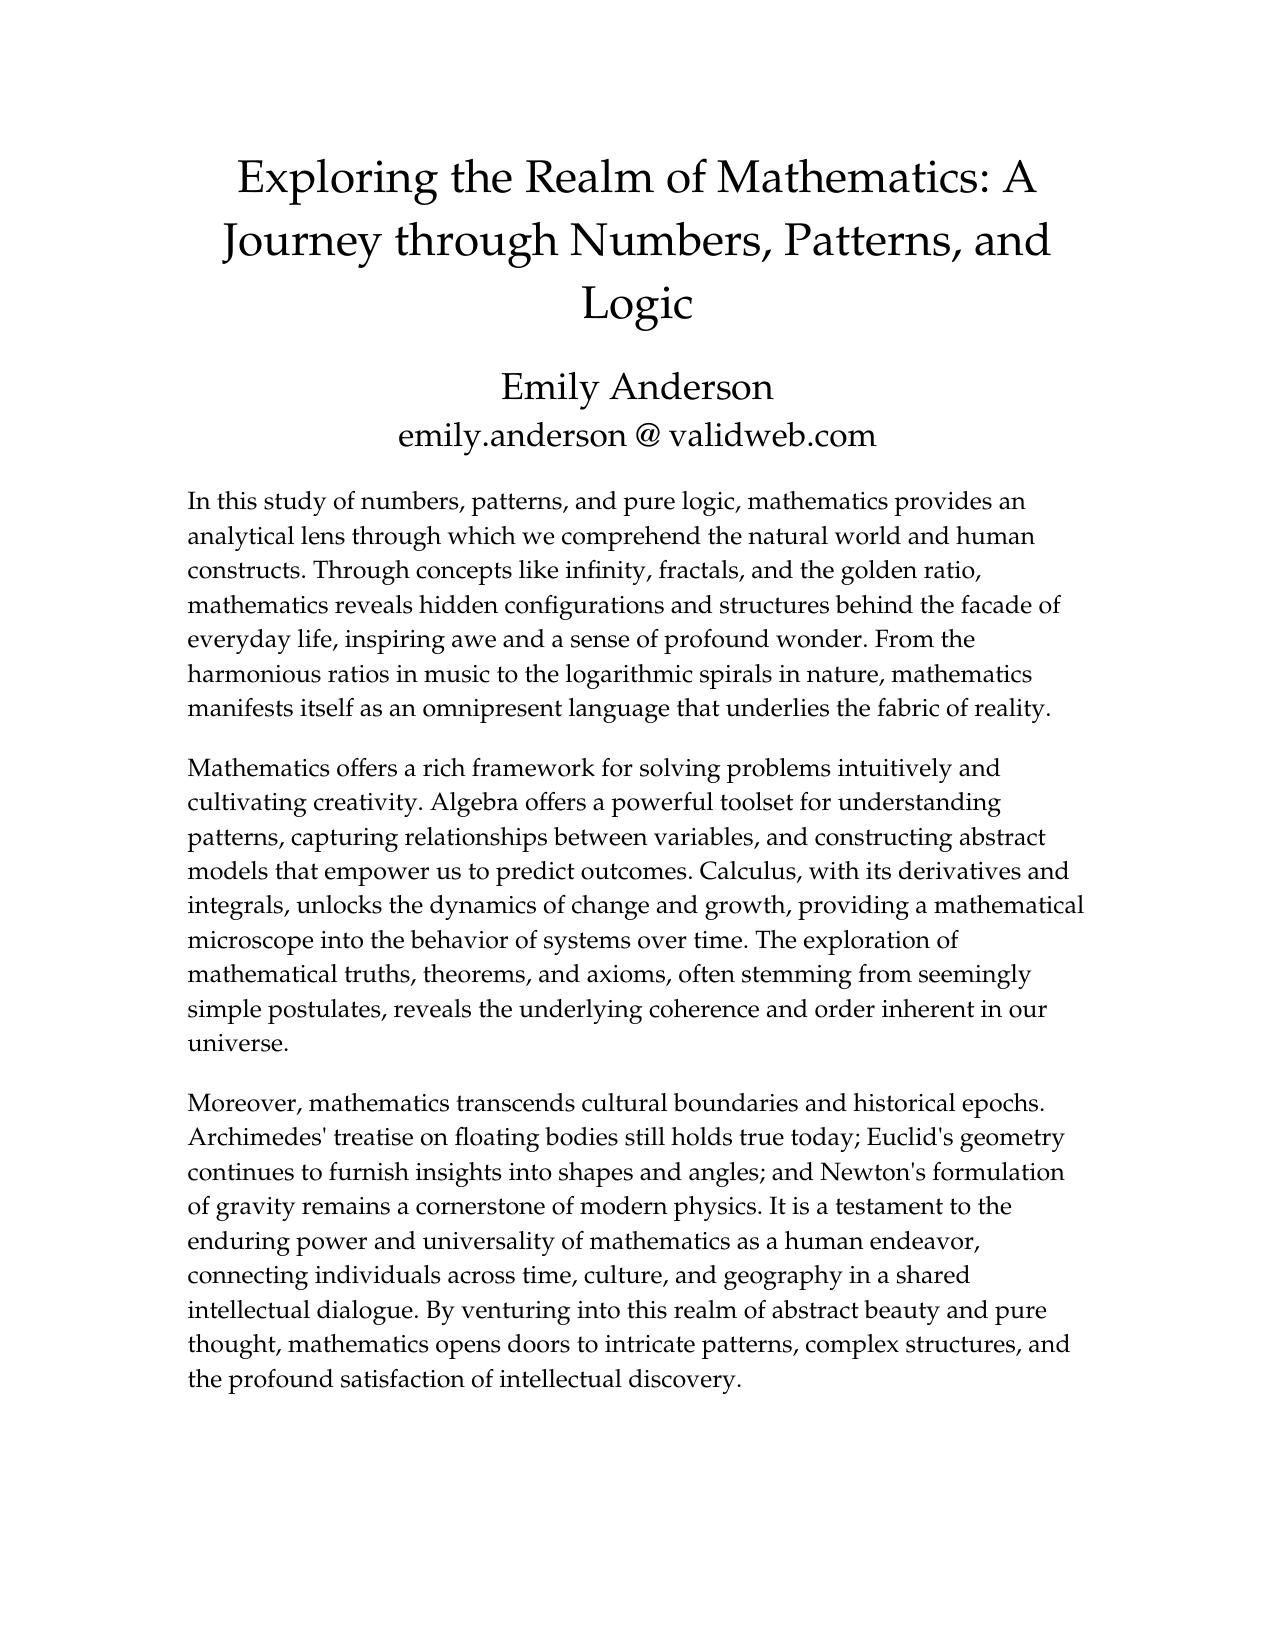 Exploring the Realm of Mathematics: A
Journey through Numbers, Patterns, and
Logic
Emily Anderson
emily.anderson @ validweb.com
In this study of numbers, patterns, and pure logic, mathematics provides an
analytical lens through which we comprehend the natural world and human
constructs. Through concepts like infinity, fractals, and the golden ratio,
mathematics reveals hidden configurations and structures behind the facade of
everyday life, inspiring awe and a sense of profound wonder. From the
harmonious ratios in music to the logarithmic spirals in nature, mathematics
manifests itself as an omnipresent language that underlies the fabric of reality.
Mathematics offers a rich framework for solving problems intuitively and
cultivating creativity. Algebra offers a powerful toolset for understanding
patterns, capturing relationships between variables, and constructing abstract
models that empower us to predict outcomes. Calculus, with its derivatives and
integrals, unlocks the dynamics of change and growth, providing a mathematical
microscope into the behavior of systems over time. The exploration of
mathematical truths, theorems, and axioms, often stemming from seemingly
simple postulates, reveals the underlying coherence and order inherent in our
universe.
Moreover, mathematics transcends cultural boundaries and historical epochs.
Archimedes' treatise on floating bodies still holds true today; Euclid's geometry
continues to furnish insights into shapes and angles; and Newton's formulation
of gravity remains a cornerstone of modern physics. It is a testament to the
enduring power and universality of mathematics as a human endeavor,
connecting individuals across time, culture, and geography in a shared
intellectual dialogue. By venturing into this realm of abstract beauty and pure
thought, mathematics opens doors to intricate patterns, complex structures, and
the profound satisfaction of intellectual discovery.